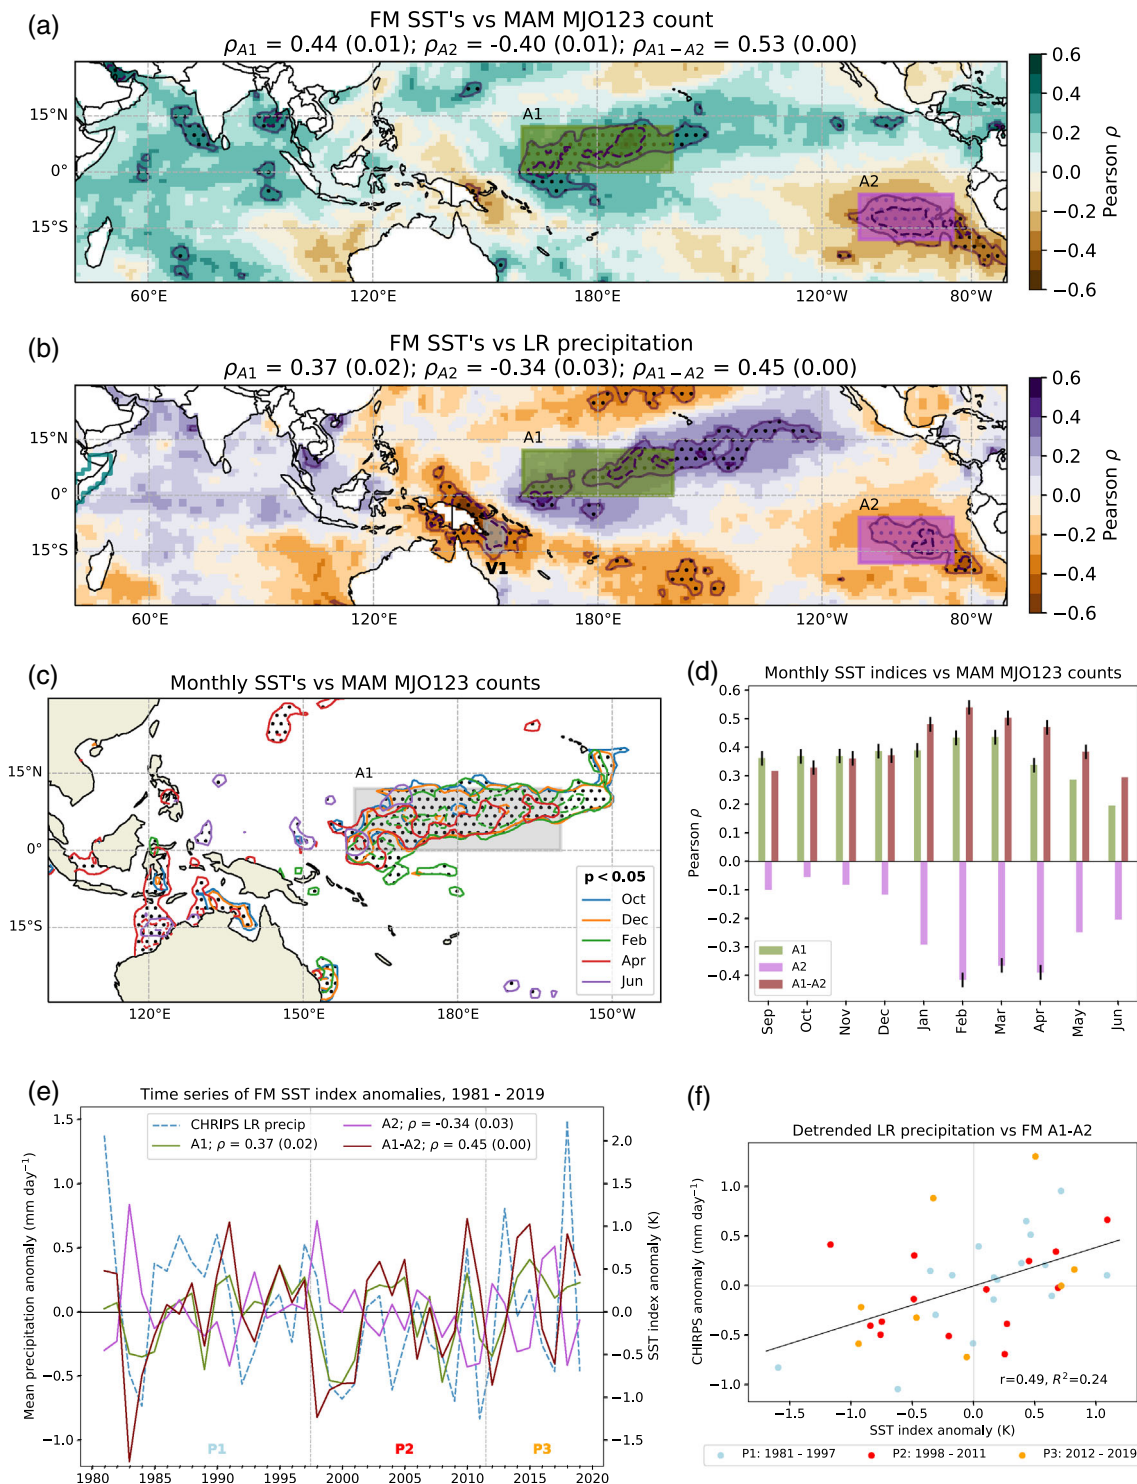 (a)
FM SST's vs MAM MJO123 count
ρA1 = 0.44 (0.01); ρA2 = -0.40 (0.01); ρA1−A2 = 0.53 (0.00)
A1
A2
15°N
0°
15°S
60°E
120°E
180°E
120°W
80°W
0.6
0.4
0.2
0.0
−0.2
−0.4
−0.6
Pearson ρ
(b)
FM SST's vs LR precipitation
ρA1 = 0.37 (0.02); ρA2 = -0.34 (0.03); ρA1−A2 = 0.45 (0.00)
A1
A2
V1
15°N
0°
15°S
60°E
120°E
180°E
120°W
80°W
0.6
0.4
0.2
0.0
−0.2
−0.4
−0.6
Pearson ρ
(c)
Monthly SST's vs MAM MJO123 counts
A1
15°N
0°
15°S
120°E
150°E
180°E
150°W
p < 0.05
Oct
Dec
Feb
Apr
Jun
(d)
Monthly SST indices vs MAM MJO123 counts
Pearson ρ
0.6
0.5
0.4
0.3
0.2
0.1
0.0
−0.1
−0.2
−0.3
−0.4
A1
A2
A1-A2
Sep
Oct
Nov
Dec
Jan
Feb
Mar
Apr
May
Jun
(e)
Time series of FM SST index anomalies, 1981 - 2019
CHRIPS LR precip
A1; ρ = 0.37 (0.02)
A2; ρ = -0.34 (0.03)
A1-A2; ρ = 0.45 (0.00)
Mean precipitation anomaly (mm day−1)
1.5
1.0
0.5
0.0
−0.5
−1.0
SST index anomaly (K)
2.0
1.5
1.0
0.5
0.0
−0.5
−1.0
−1.5
P1
P2
P3
1980
1985
1990
1995
2000
2005
2010
2015
2020
(f)
Detrended LR precipitation vs FM A1-A2
CHIRPS anomaly (mm day−1)
1.0
0.5
0.0
−0.5
−1.0
r=0.49, R²=0.24
−1.5
−1.0
−0.5
0.0
0.5
1.0
SST index anomaly (K)
P1: 1981 - 1997
P2: 1998 - 2011
P3: 2012 - 2019